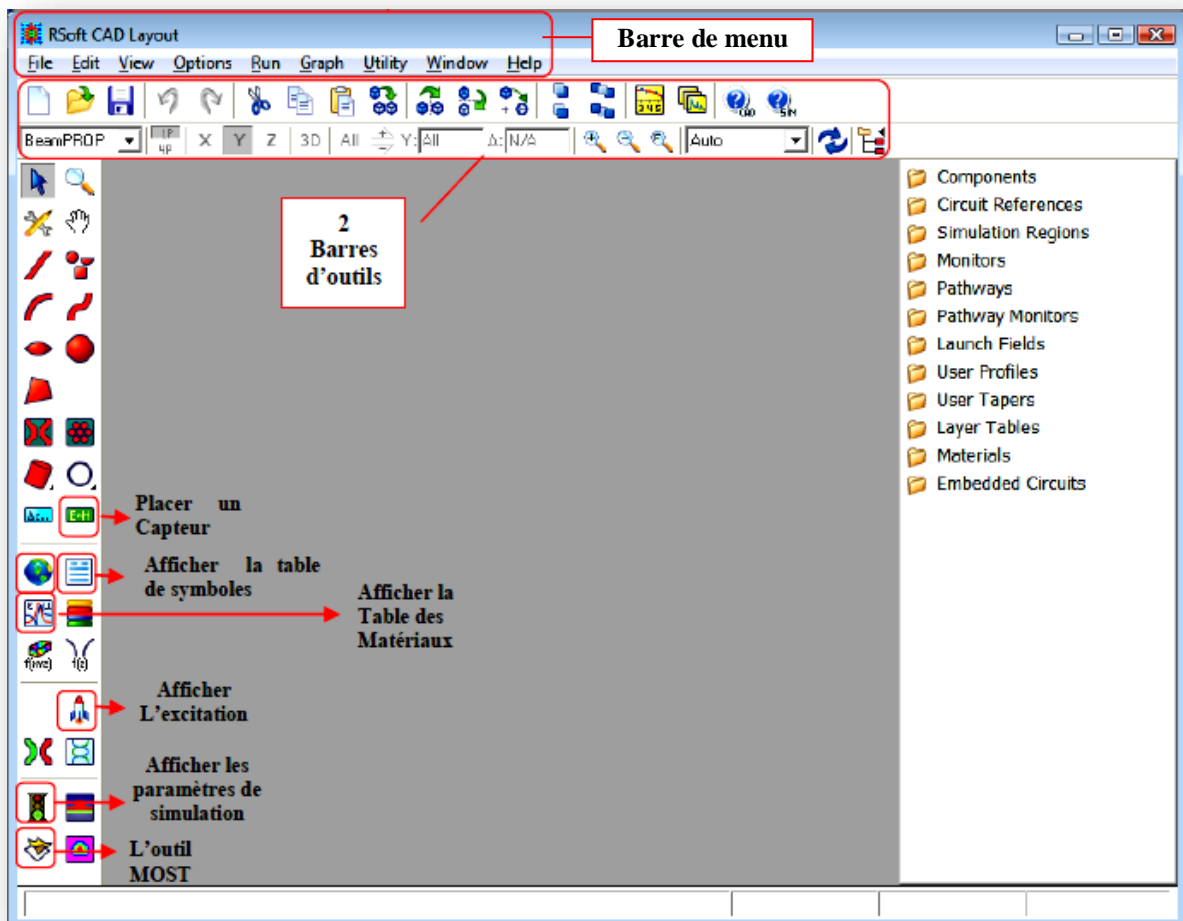 RSoft CAD Layout
Barre de menu
File Edit View Options Run Graph Utility Window Help
BeamPROP X Y Z 3D All Y: All Δ: N/A Auto
2
Barres
d'outils
Components
Circuit References
Simulation Regions
Monitors
Pathways
Pathway Monitors
Launch Fields
User Profiles
User Tapers
Layer Tables
Materials
Embedded Circuits
Placer un
Capteur
Afficher la table
de symboles
Afficher la
Table des
Matériaux
f(z)
Afficher
L'excitation
Afficher les
paramètres de
simulation
L'outil
MOST